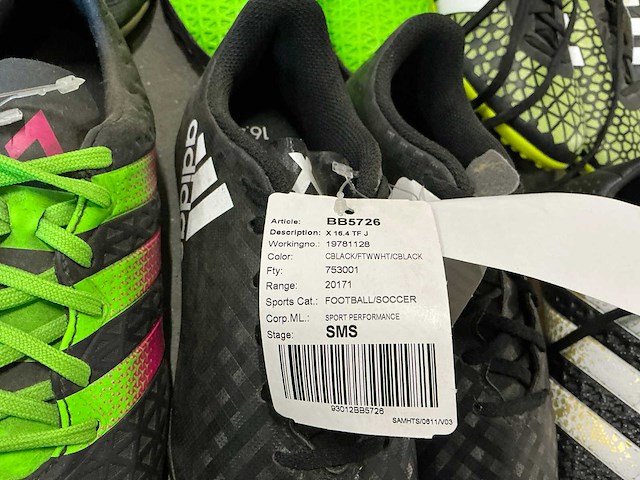 16.4
adidas
Article: BB5726
Description: X 16.4 TF J
Workingno.: 19781128
Color: CBLACK/FTWWHT/CBLACK
Fty: 753001
Range: 20171
Sports Cat.: FOOTBALL/SOCCER
Corp.ML.: SPORT PERFORMANCE
Stage: SMS
93012BB5726
SAMHTS/0811/V03